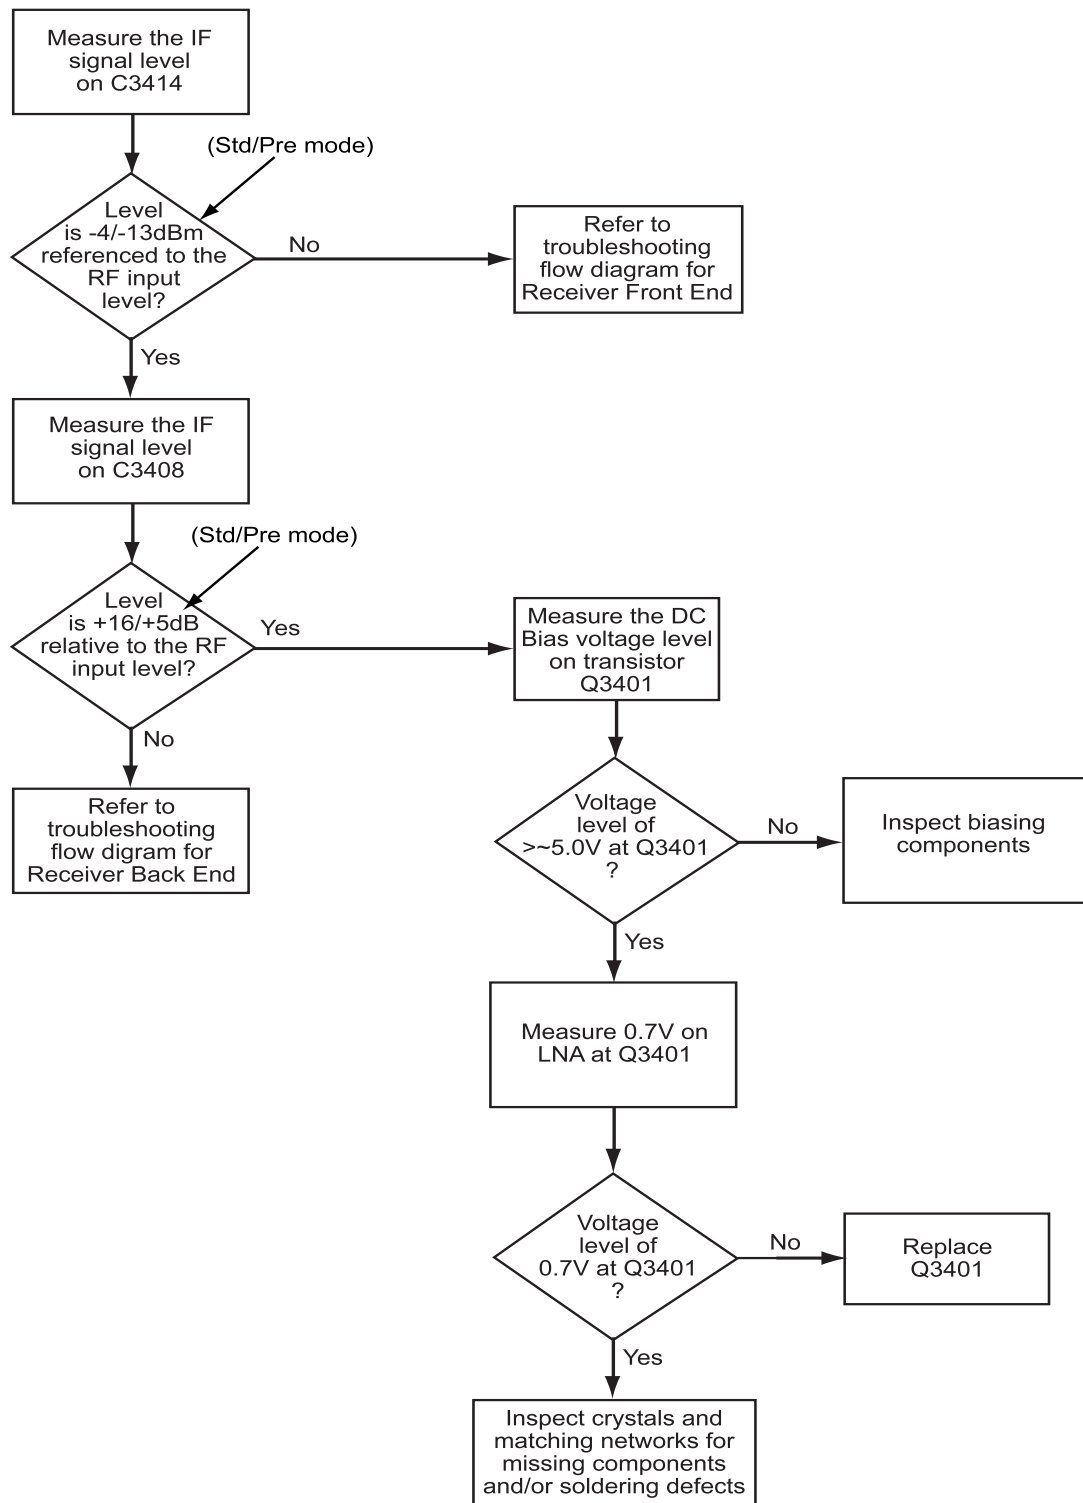 Measure the IF
signal level
on C3414
(Std/Pre mode)
Level
is -4/-13dBm
referenced to the
RF input
level?
No
Refer to
troubleshooting
flow diagram for
Receiver Front End
Yes
Measure the IF
signal level
on C3408
(Std/Pre mode)
Level
is +16/+5dB
relative to the RF
input level?
Yes
Measure the DC
Bias voltage level
on transistor
Q3401
No
Refer to
troubleshooting
flow digram for
Receiver Back End
Voltage
level of
>~5.0V at Q3401
?
No
Inspect biasing
components
Yes
Measure 0.7V on
LNA at Q3401
Voltage
level of
0.7V at Q3401
?
No
Replace
Q3401
Yes
Inspect crystals and
matching networks for
missing components
and/or soldering defects